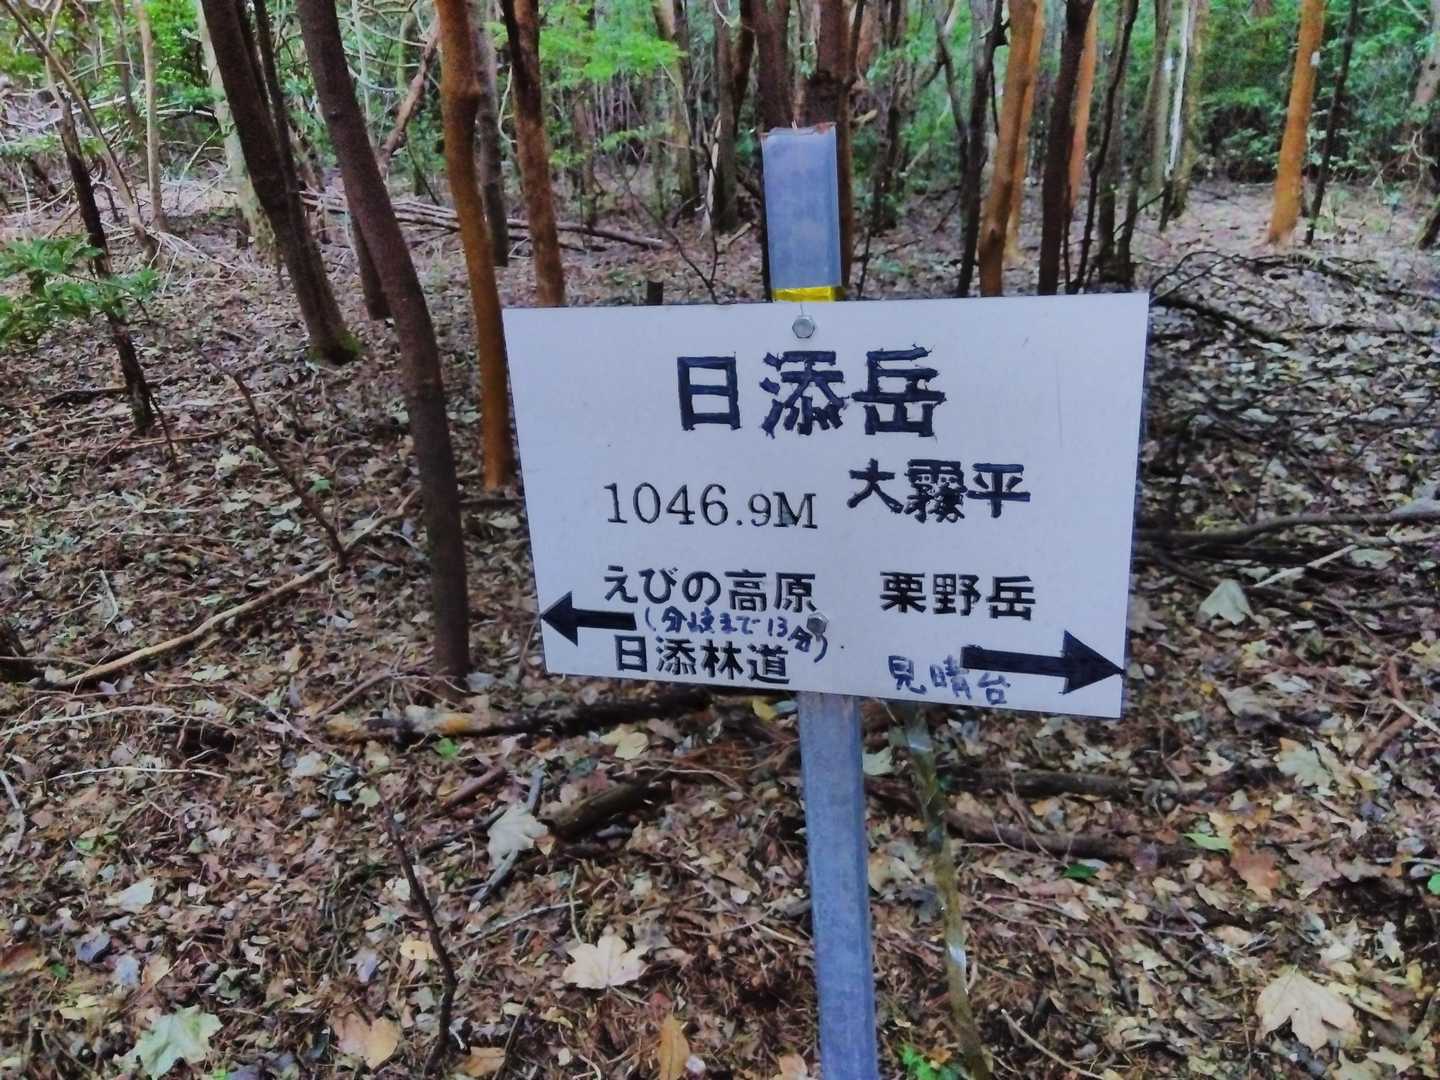 日添岳
1046.9M 大霧平
えびの高原 栗野岳
(分岐まで13分)
日添林道 見晴台